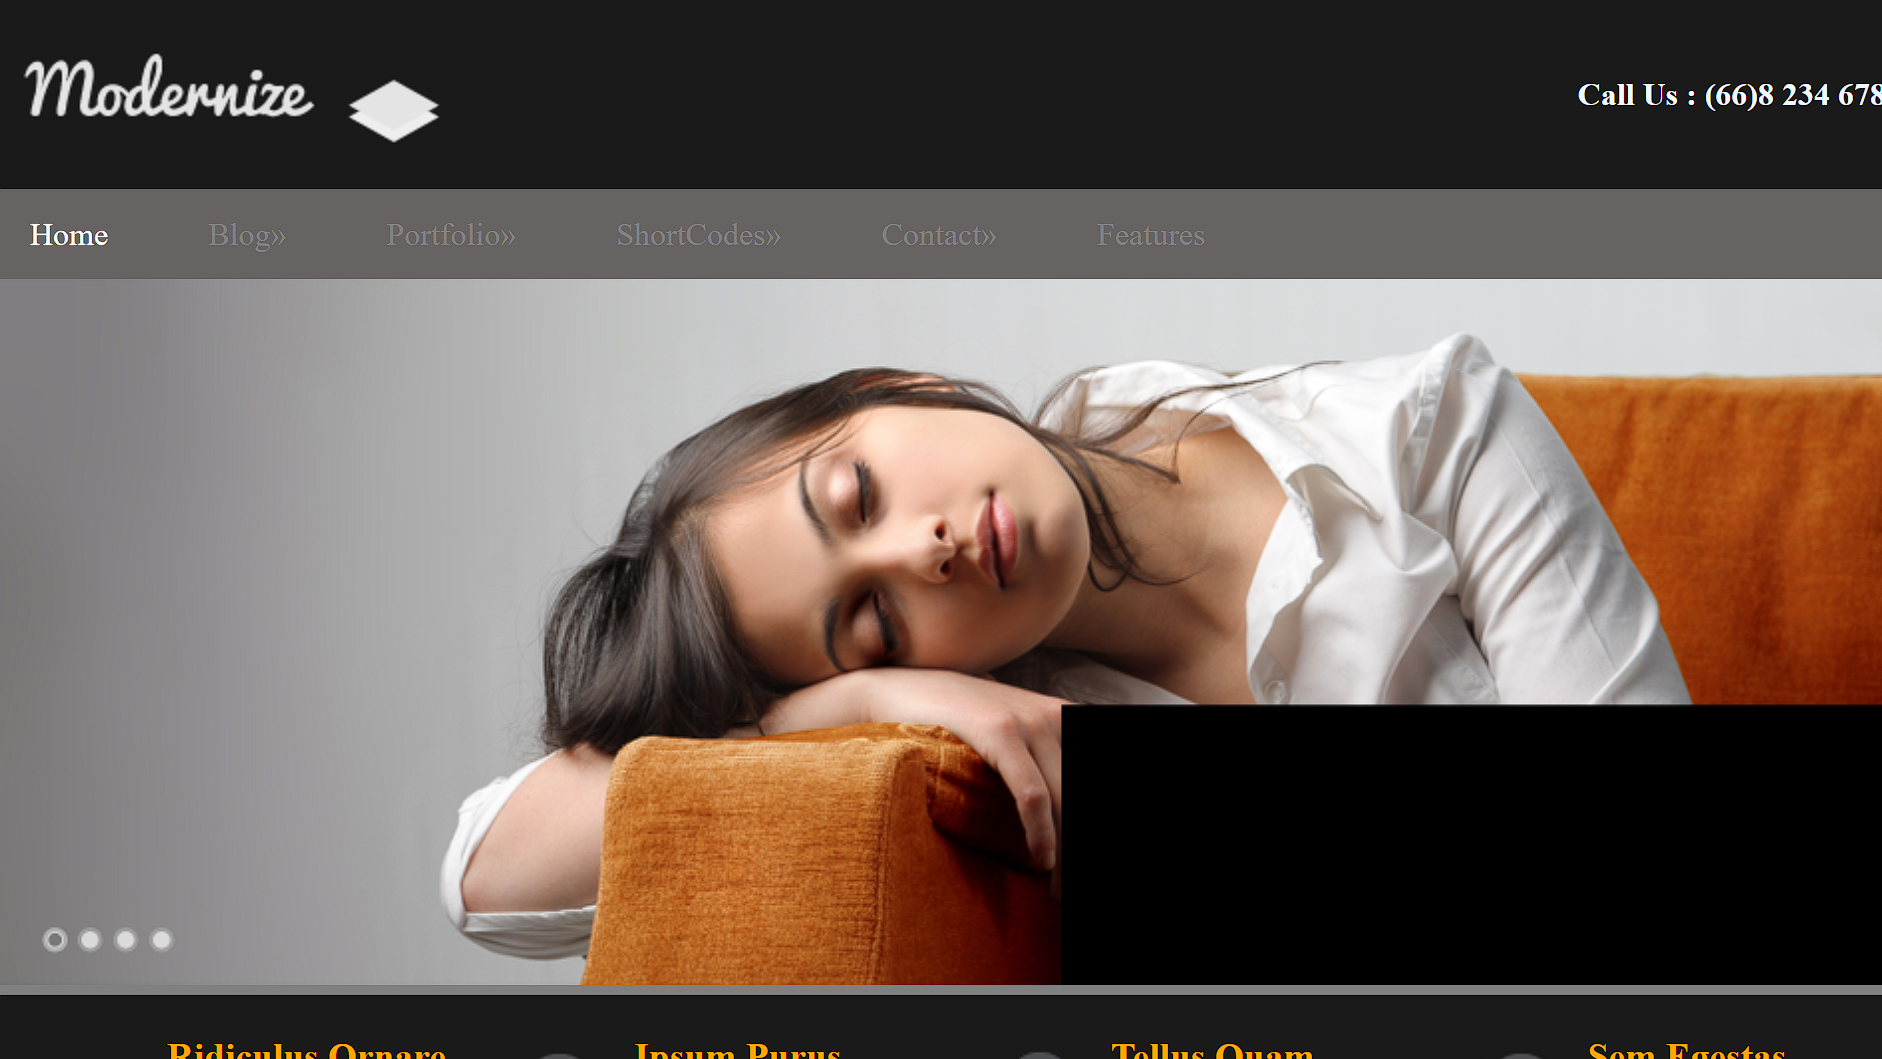 Modernize
Call Us : (66)8 234 678
Home Blog» Portfolio» ShortCodes» Contact» Features
Ridiculus Ornare Ipsum Purus Tellus Quam Sem Egestas